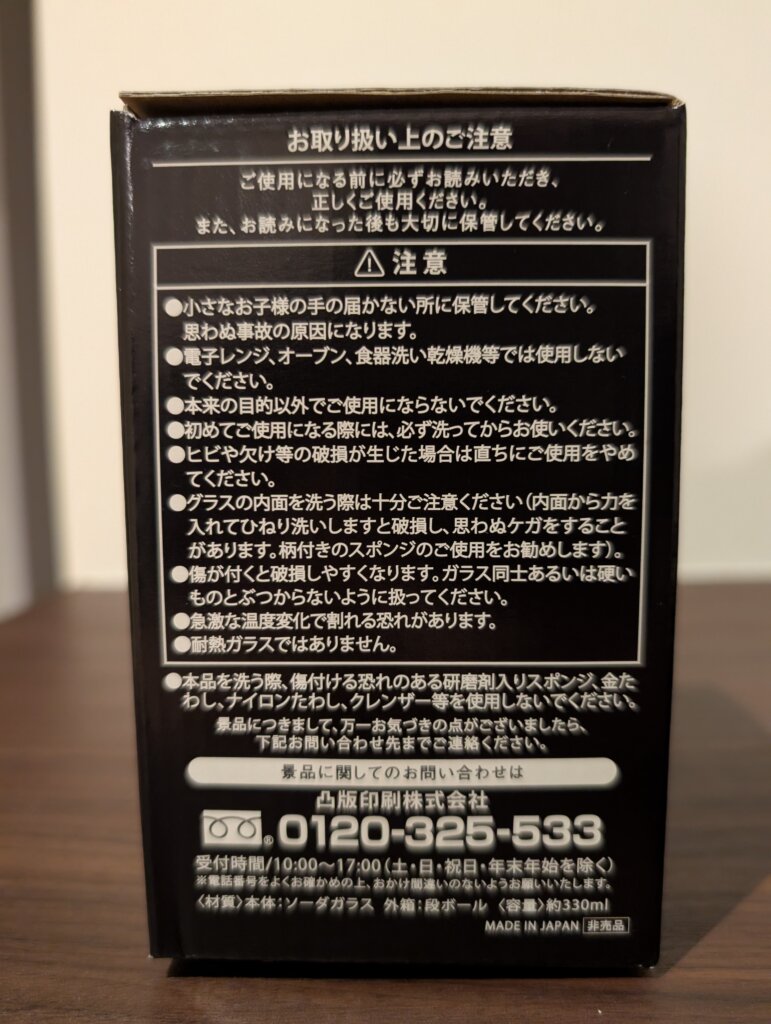 お取り扱い上のご注意
ご使用になる前に必ずお読みいただき、
正しくご使用ください。
また、お読みになった後も大切に保管してください。
⚠注意
●小さなお子様の手の届かない所に保管してください。
思わぬ事故の原因になります。
●電子レンジ、オーブン、食器洗い乾燥機等では使用しない
でください。
●本来の目的以外でご使用にならないでください。
●初めてご使用になる際には、必ず洗ってからお使いください。
●ヒビや欠け等の破損が生じた場合は直ちにご使用をやめ
てください。
●グラスの内面を洗う際は十分ご注意ください(内面から力を
入れてひねり洗いしますと破損し、思わぬケガをすること
があります。柄付きのスポンジのご使用をお勧めします)。
●傷が付くと破損しやすくなります。ガラス同士あるいは硬い
ものとぶつからないように扱ってください。
●急激な温度変化で割れる恐れがあります。
●耐熱ガラスではありません。
●本品を洗う際、傷付ける恐れのある研磨剤入りスポンジ、金た
わし、ナイロンたわし、クレンザー等を使用しないでください。
景品につきまして、万一お気づきの点がございましたら、
下記お問い合わせ先までご連絡ください。
景品に関してのお問い合わせは
凸版印刷株式会社
® 0120-325-533
受付時間/10:00～17:00(土・日・祝日・年末年始を除く)
※電話番号をよくお確かめの上、おかけ間違いのないようお願いいたします。
〈材質〉本体:ソーダガラス 外箱:段ボール 〈容量〉約330ml
MADE IN JAPAN 非売品